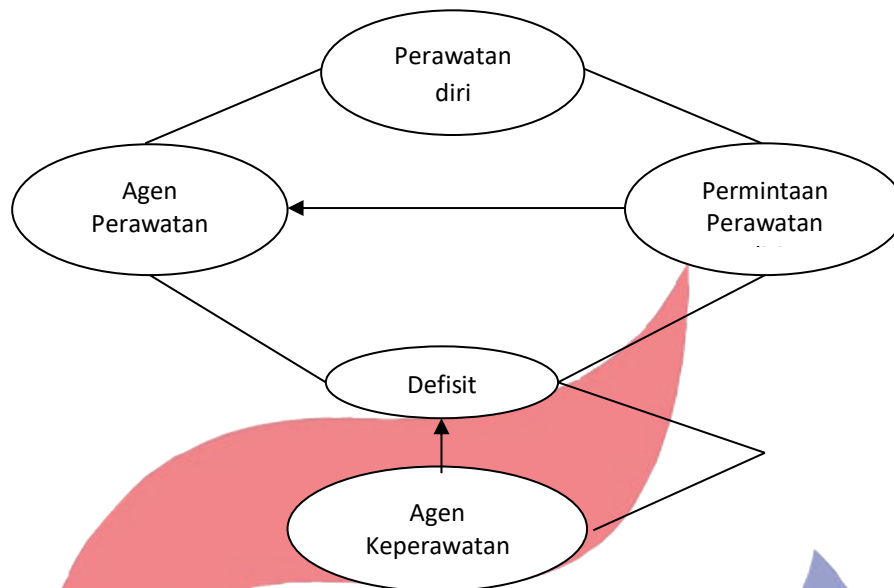 Perawatan
diri
Agen
Perawatan
Permintaan
Perawatan
Defisit
Agen
Keperawatan